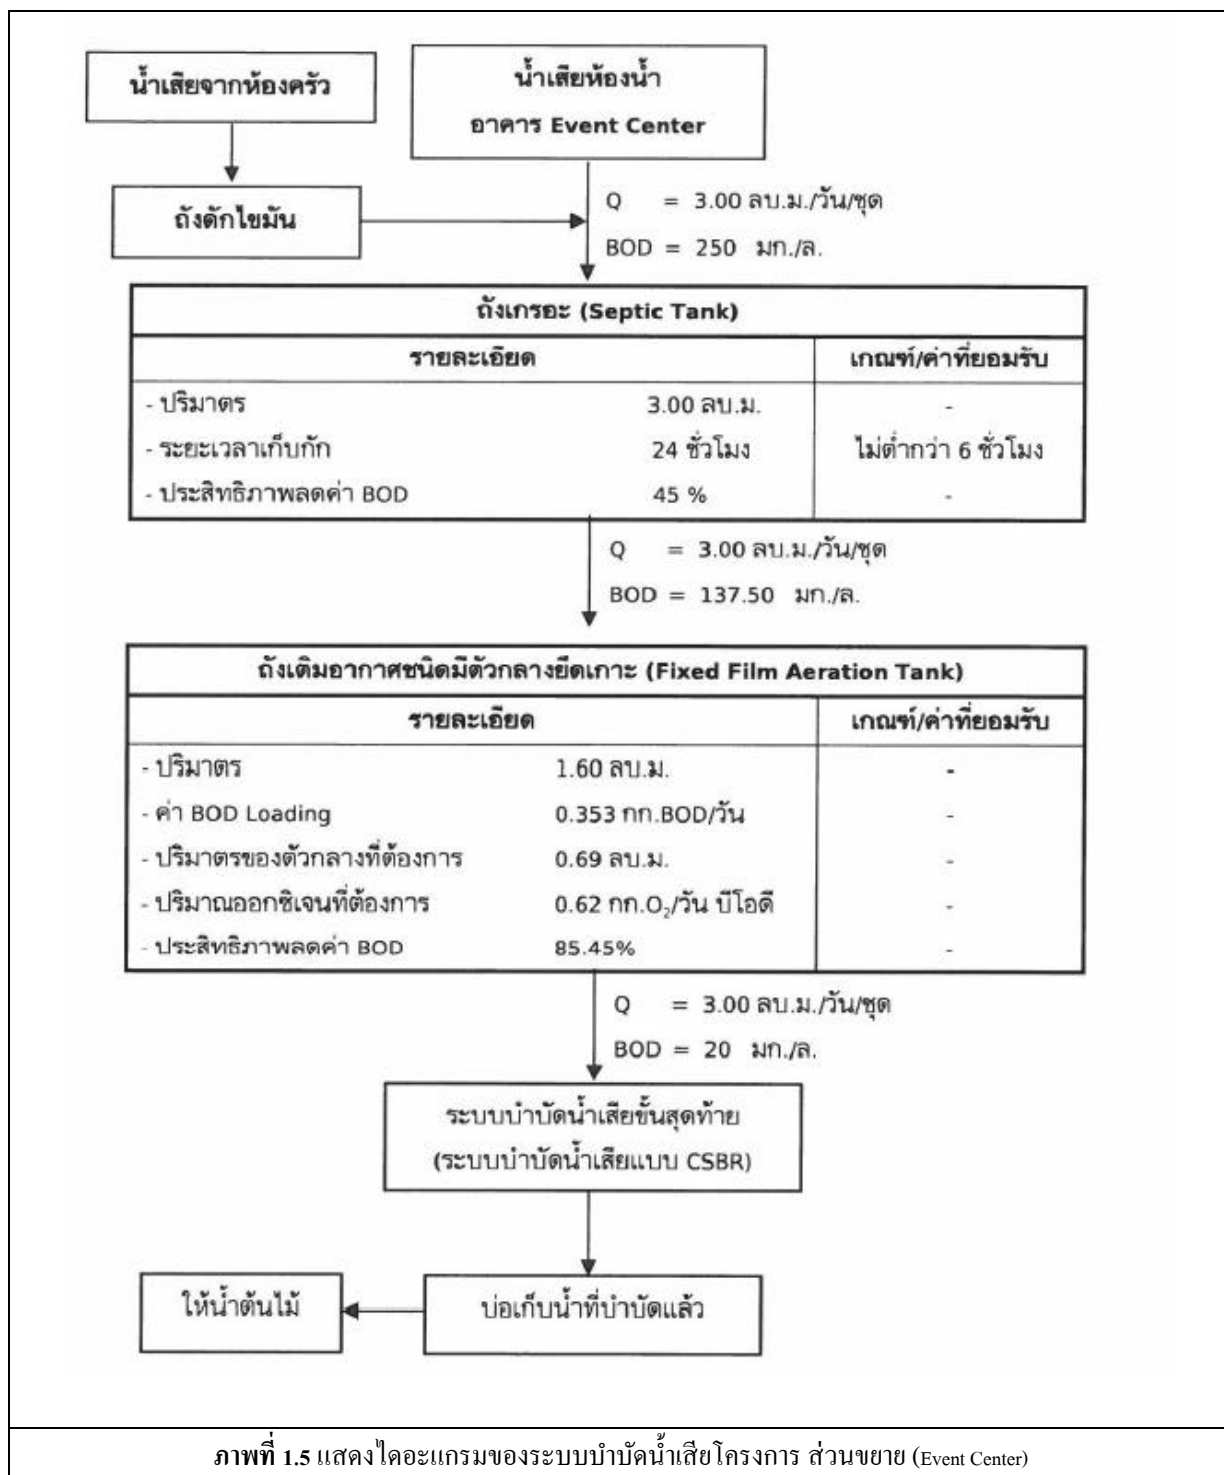 น้ำเสียจากห้องครัว
น้ำเสียห้องน้ำ
อาคาร Event Center
ถังดักไขมัน
Q = 3.00 ลบ.ม./วัน/ชุด
BOD = 250 มก./ล.
ถังเกรอะ (Septic Tank)
รายละเอียด เกณฑ์/ค่าที่ยอมรับ
- ปริมาตร 3.00 ลบ.ม. -
- ระยะเวลาเก็บกัก 24 ชั่วโมง ไม่ต่ำกว่า 6 ชั่วโมง
- ประสิทธิภาพลดค่า BOD 45 % -
Q = 3.00 ลบ.ม./วัน/ชุด
BOD = 137.50 มก./ล.
ถังเติมอากาศชนิดมีตัวกลางยึดเกาะ (Fixed Film Aeration Tank)
รายละเอียด เกณฑ์/ค่าที่ยอมรับ
- ปริมาตร 1.60 ลบ.ม. -
- ค่า BOD Loading 0.353 กก.BOD/วัน -
- ปริมาตรของตัวกลางที่ต้องการ 0.69 ลบ.ม. -
- ปริมาณออกซิเจนที่ต้องการ 0.62 กก.O₂/วัน บีโอดี -
- ประสิทธิภาพลดค่า BOD 85.45% -
Q = 3.00 ลบ.ม./วัน/ชุด
BOD = 20 มก./ล.
ระบบบำบัดน้ำเสียขั้นสุดท้าย
(ระบบบำบัดน้ำเสียแบบ CSBR)
ให้น้ำต้นไม้
บ่อเก็บน้ำที่บำบัดแล้ว
ภาพที่ 1.5 แสดงไดอะแกรมของระบบบำบัดน้ำเสียโครงการ ส่วนขยาย (Event Center)